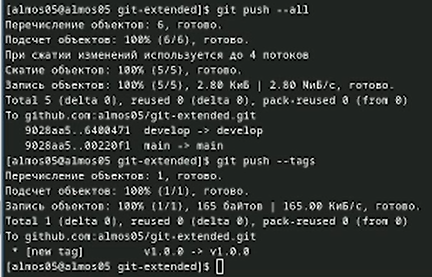 [almos05@almos05 git-extended]$ git push --all
Перечисление объектов: 6, готово.
Подсчет объектов: 100% (6/6), готово.
При сжатии изменений используется до 4 потоков
Сжатие объектов: 100% (5/5), готово.
Запись объектов: 100% (5/5), 2.80 КиБ | 2.80 МиБ/с, готово.
Total 5 (delta 0), reused 0 (delta 0), pack-reused 0 (from 0)
To github.com:almos05/git-extended.git
9028aa5..6400471 develop -> develop
9028aa5..00220f1 main -> main
[almos05@almos05 git-extended]$ git push --tags
Перечисление объектов: 1, готово.
Подсчет объектов: 100% (1/1), готово.
Запись объектов: 100% (1/1), 165 байтов | 165.00 КиБ/с, готово.
Total 1 (delta 0), reused 0 (delta 0), pack-reused 0 (from 0)
To github.com:almos05/git-extended.git
* [new tag] v1.0.0 -> v1.0.0
[almos05@almos05 git-extended]$